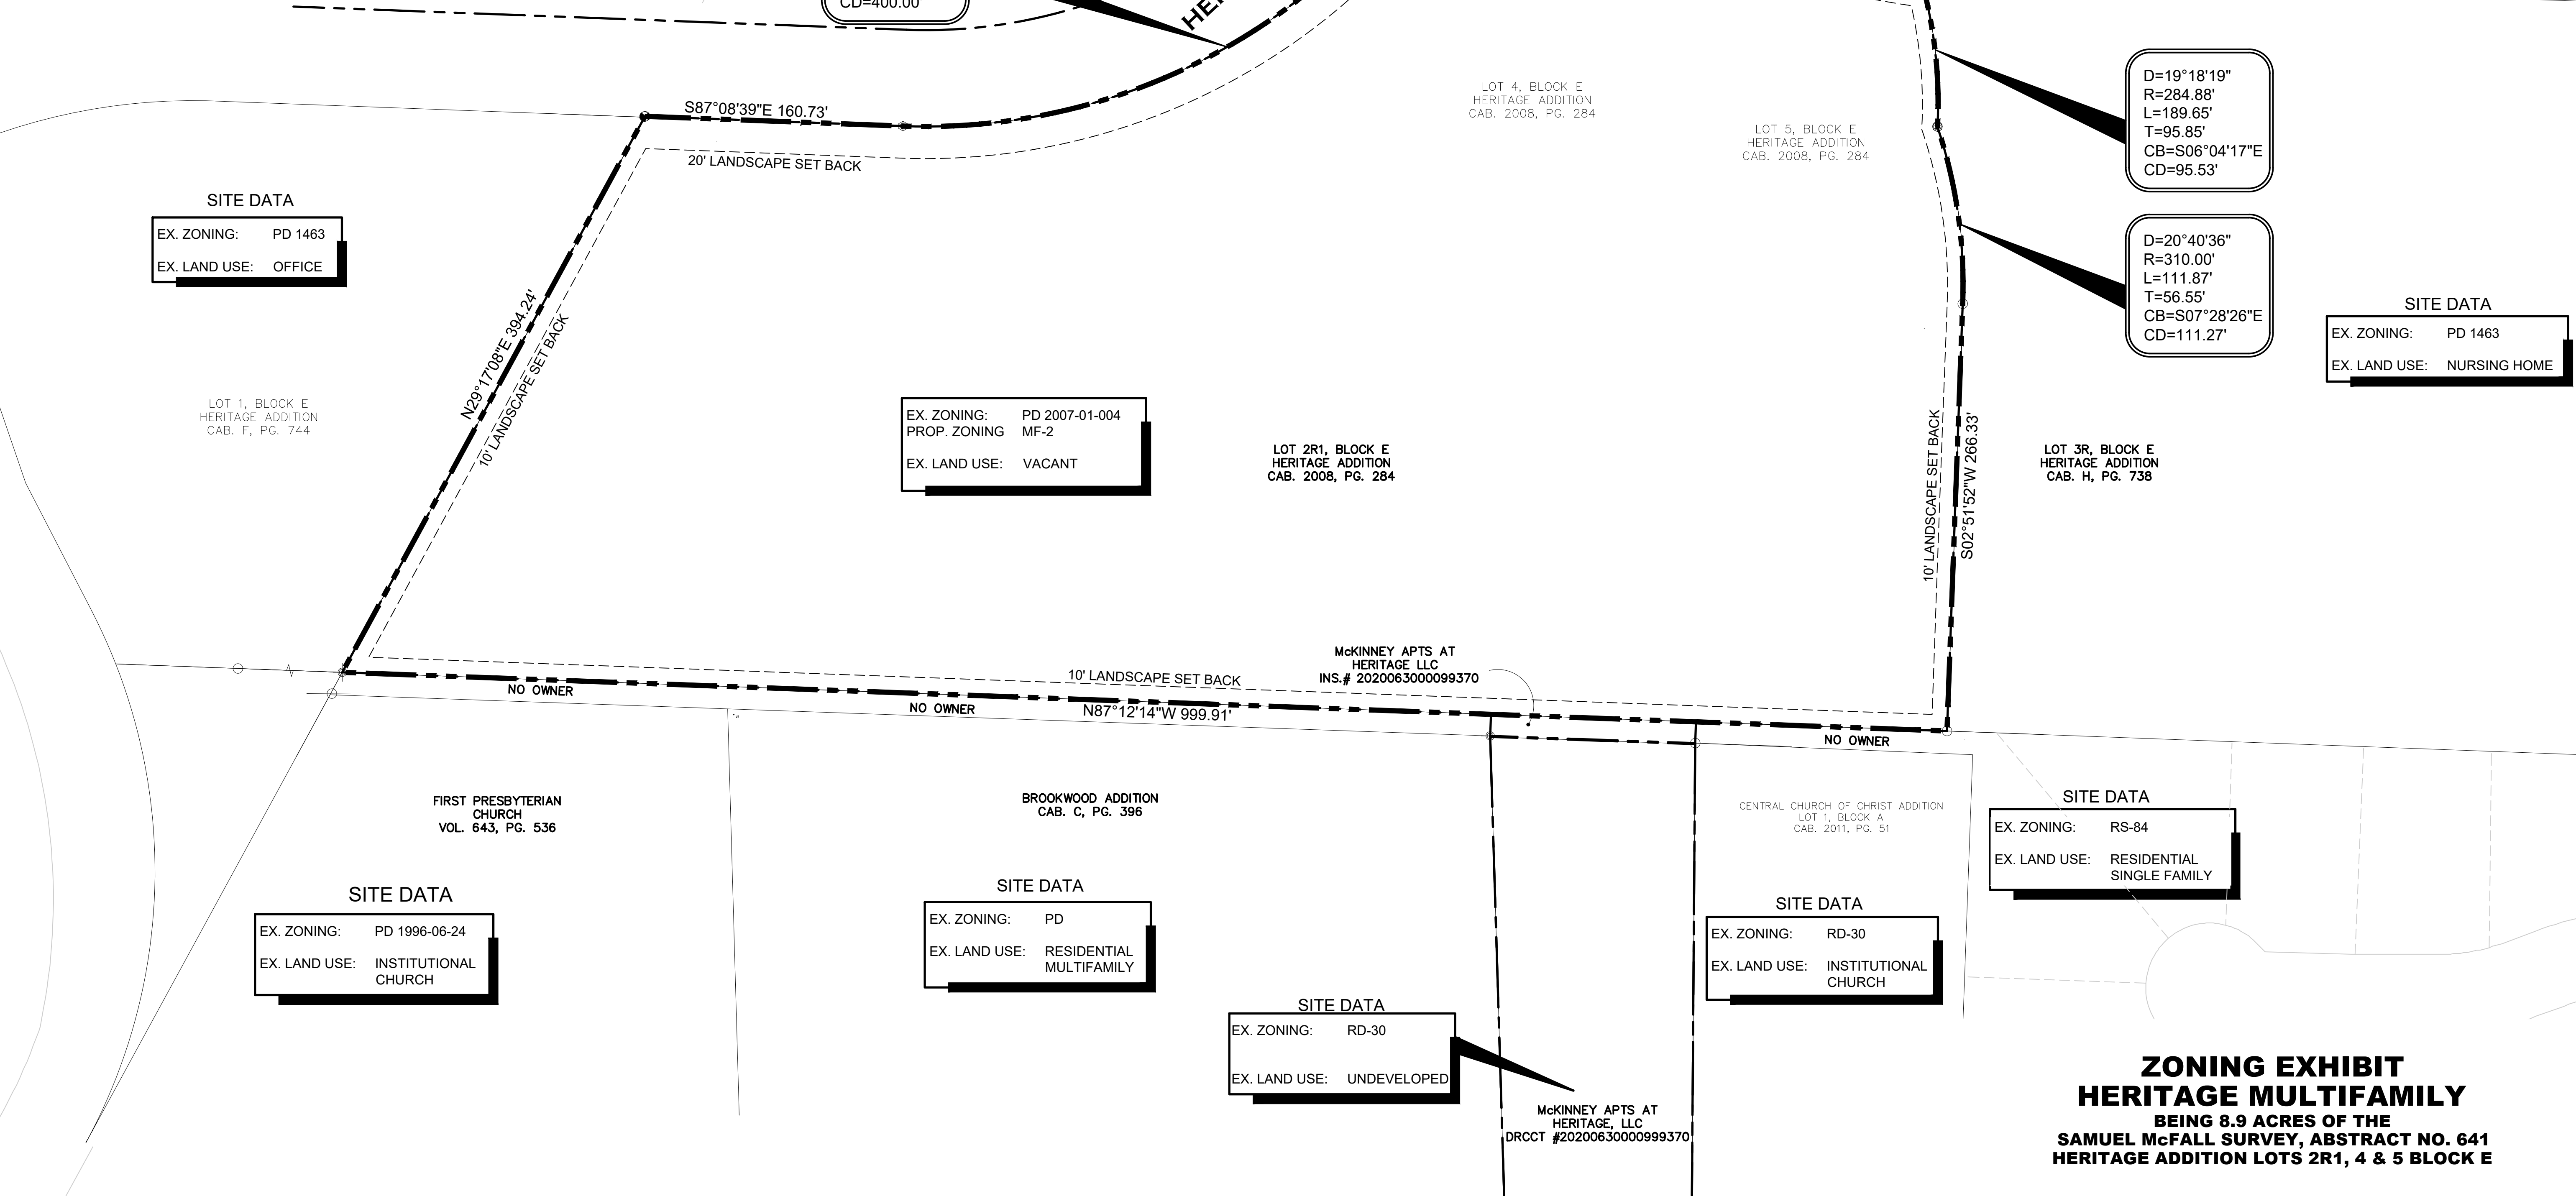 CD=400.00'
S87°08'39"E 160.73'
20' LANDSCAPE SET BACK
LOT 4, BLOCK E
HERITAGE ADDITION
CAB. 2008, PG. 284
LOT 5, BLOCK E
HERITAGE ADDITION
CAB. 2008, PG. 284
D=19°18'19"
R=284.88'
L=189.65'
T=95.85'
CB=S06°04'17"E
CD=95.53'
D=20°40'36"
R=310.00'
L=111.87'
T=56.55'
CB=S07°28'26"E
CD=111.27'
SITE DATA
EX. ZONING: PD 1463
EX. LAND USE: OFFICE
SITE DATA
EX. ZONING: PD 1463
EX. LAND USE: NURSING HOME
N29°17'08"E 394.24'
10' LANDSCAPE SET BACK
LOT 1, BLOCK E
HERITAGE ADDITION
CAB. F, PG. 744
EX. ZONING: PD 2007-01-004
PROP. ZONING MF-2
EX. LAND USE: VACANT
LOT 2R1, BLOCK E
HERITAGE ADDITION
CAB. 2008, PG. 284
10' LANDSCAPE SET BACK
S02°51'52"W 266.33'
LOT 3R, BLOCK E
HERITAGE ADDITION
CAB. H, PG. 738
McKINNEY APTS AT
HERITAGE LLC
INS.# 2020063000099370
10' LANDSCAPE SET BACK
NO OWNER
NO OWNER
N87°12'14"W 999.91'
NO OWNER
FIRST PRESBYTERIAN
CHURCH
VOL. 643, PG. 536
BROOKWOOD ADDITION
CAB. C, PG. 396
CENTRAL CHURCH OF CHRIST ADDITION
LOT 1, BLOCK A
CAB. 2011, PG. 51
SITE DATA
EX. ZONING: RS-84
EX. LAND USE: RESIDENTIAL
SINGLE FAMILY
SITE DATA
EX. ZONING: PD 1996-06-24
EX. LAND USE: INSTITUTIONAL
CHURCH
SITE DATA
EX. ZONING: PD
EX. LAND USE: RESIDENTIAL
MULTIFAMILY
SITE DATA
EX. ZONING: RD-30
EX. LAND USE: INSTITUTIONAL
CHURCH
SITE DATA
EX. ZONING: RD-30
EX. LAND USE: UNDEVELOPED
McKINNEY APTS AT
HERITAGE, LLC
DRCCT #20200630000999370
ZONING EXHIBIT
HERITAGE MULTIFAMILY
BEING 8.9 ACRES OF THE
SAMUEL McFALL SURVEY, ABSTRACT NO. 641
HERITAGE ADDITION LOTS 2R1, 4 & 5 BLOCK E